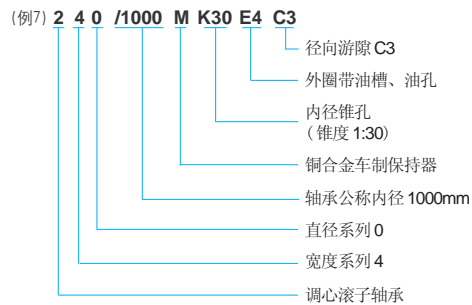 (例7) 2 4 0 /1000 M K30 E4 C3
径向游隙 C3
外圈带油槽、油孔
内径锥孔
( 锥度 1:30)
铜合金车制保持器
轴承公称内径 1000mm
直径系列 0
宽度系列 4
调心滚子轴承